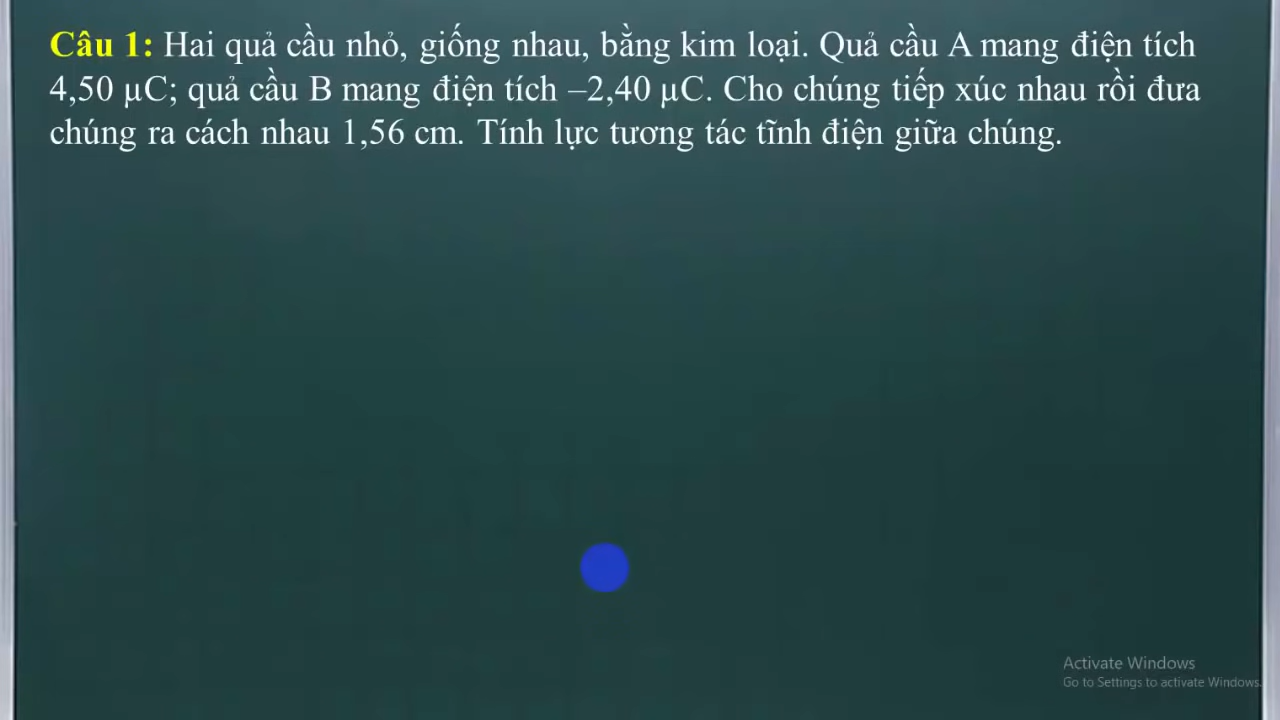 Câu 1: Hai quả cầu nhỏ, giống nhau, bằng kim loại. Quả cầu A mang điện tích
4,50 µC; quả cầu B mang điện tích –2,40 µC. Cho chúng tiếp xúc nhau rồi đưa
chúng ra cách nhau 1,56 cm. Tính lực tương tác tĩnh điện giữa chúng.
Activate Windows
Go to Settings to activate Windows.